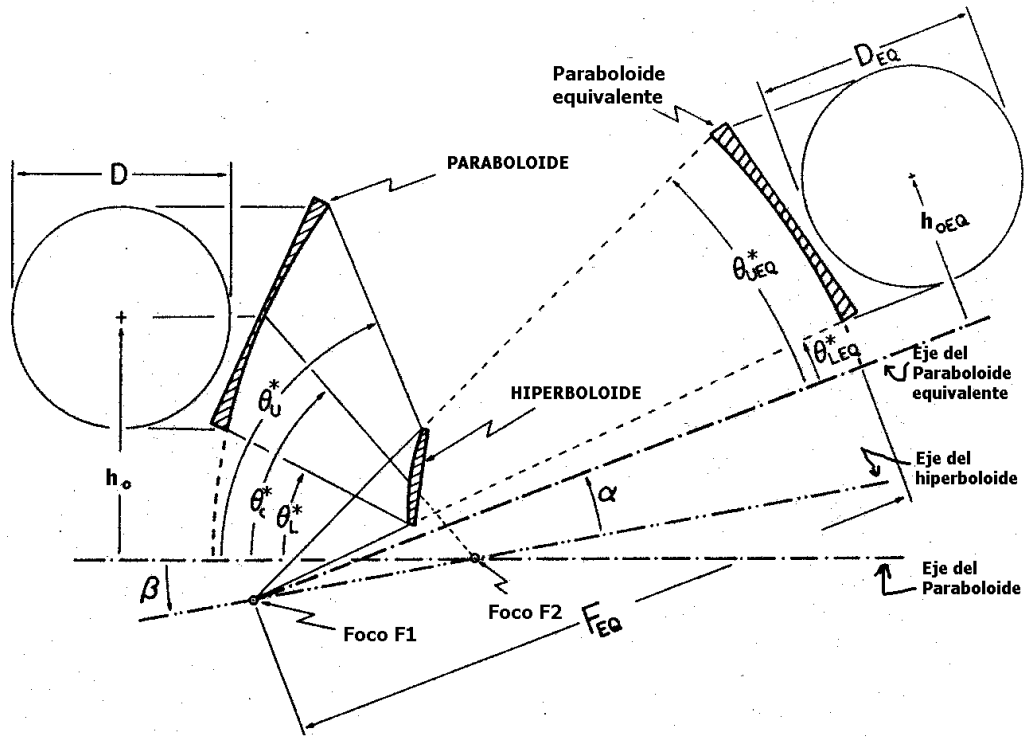 D_EQ
Paraboloide
equivalente
PARABOLOIDE
D
h_oEQ
θ*_UEQ
θ*_LEQ
Eje del
Paraboloide
equivalente
HIPERBOLOIDE
θ*_U
h_o
θ*_c
θ*_L
α
Eje del
hiperboloide
β
Eje del
Paraboloide
Foco F2
Foco F1
F_EQ